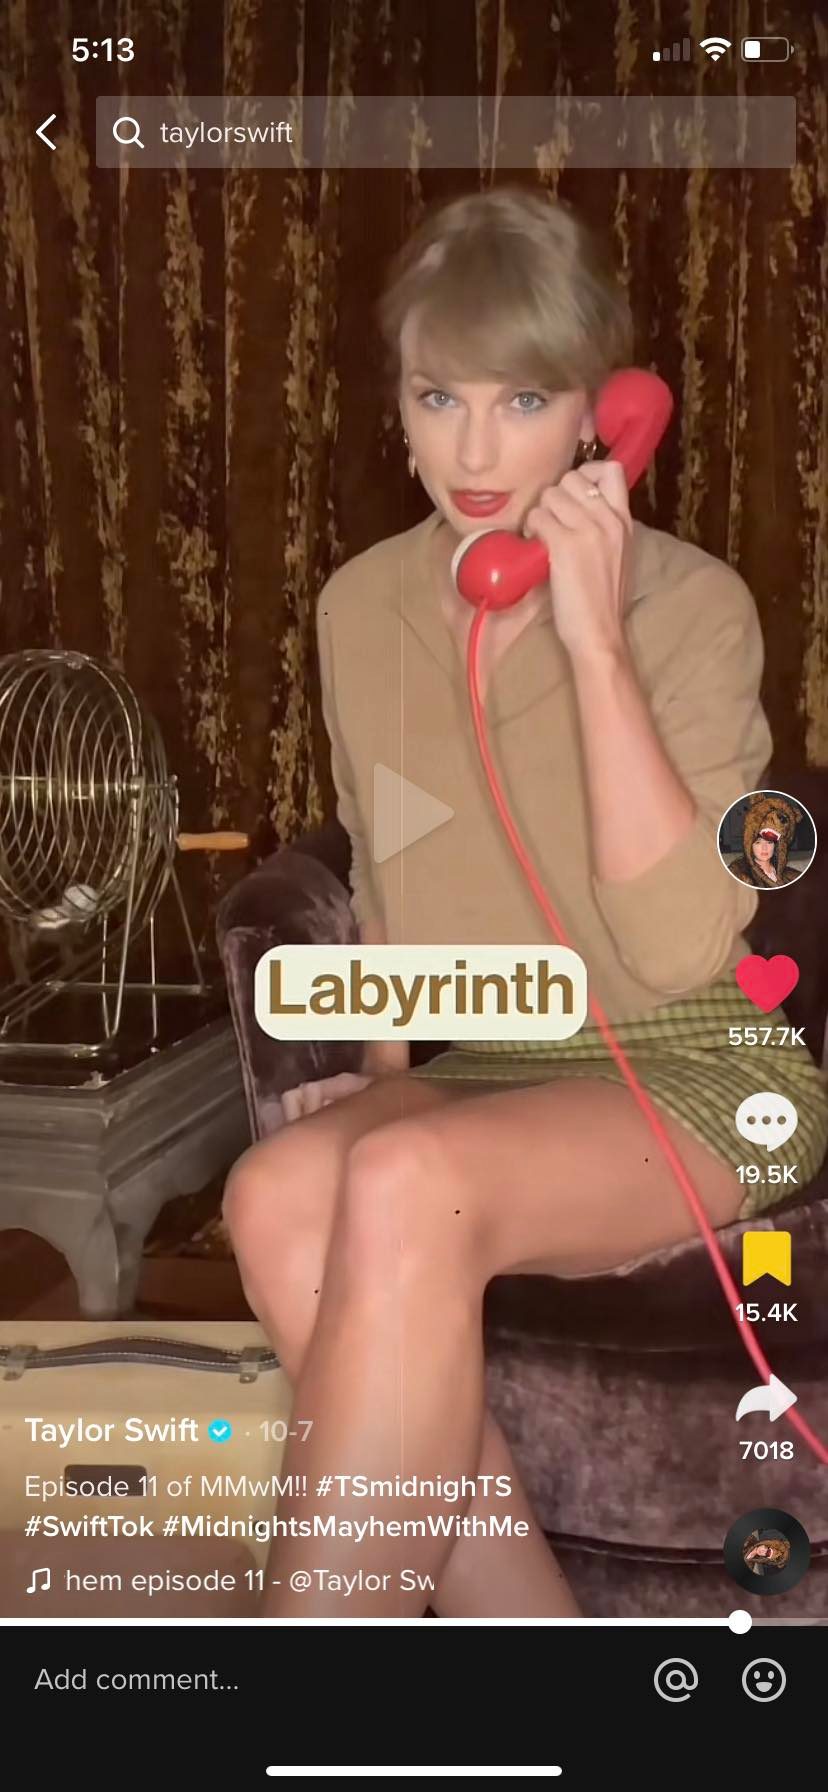 5:13
taylorswift
Labyrinth
557.7K
19.5K
15.4K
7018
Taylor Swift · 10-7
Episode 11 of MMwM!! #TSmidnighTS
#SwiftTok #MidnightsMayhemWithMe
hem episode 11 - @Taylor Sw
Add comment...